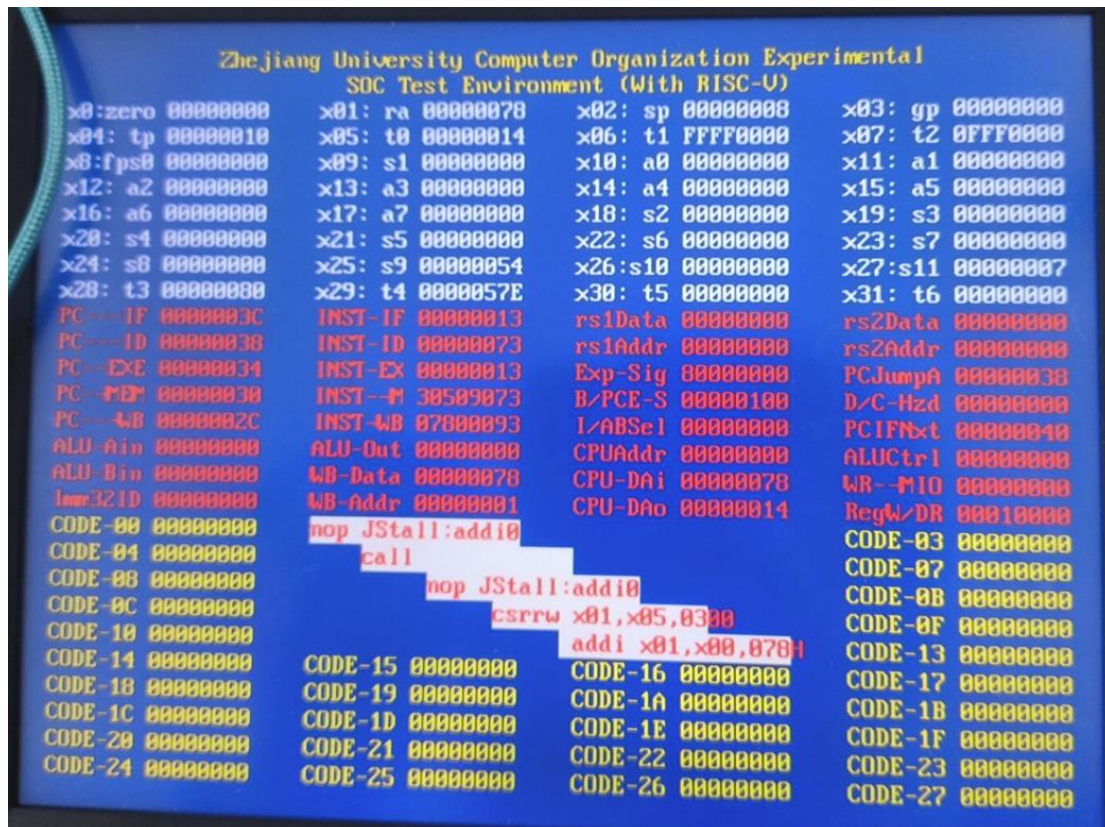 Zhejiang University Computer Organization Experimental
SOC Test Environment (With RISC-V)
x0:zero 00000000 x01: ra 00000078 x02: sp 00000008 x03: gp 00000000
x04: tp 00000010 x05: t0 00000014 x06: t1 FFFF0000 x07: t2 0FFF0000
x8:fps0 00000000 x09: s1 00000000 x10: a0 00000000 x11: a1 00000000
x12: a2 00000000 x13: a3 00000000 x14: a4 00000000 x15: a5 00000000
x16: a6 00000000 x17: a7 00000000 x18: s2 00000000 x19: s3 00000000
x20: s4 00000000 x21: s5 00000000 x22: s6 00000000 x23: s7 00000000
x24: s8 00000000 x25: s9 00000054 x26:s10 00000000 x27:s11 00000007
x28: t3 00000080 x29: t4 0000057E x30: t5 00000000 x31: t6 00000000
PC---IF 0000003C INST-IF 00000013 rs1Data 00000000 rs2Data 00000000
PC---ID 00000038 INST-ID 00000073 rs1Addr 00000000 rs2Addr 00000000
PC--EXE 00000034 INST-EX 00000013 Exp-Sig 80000000 PCJumpA 00000038
PC--MEM 00000030 INST--M 30509073 B/PCE-S 00000100 D/C-Hzd 00000000
PC---WB 0000002C INST-WB 07800093 I/ABSel 00000000 PCIFNxt 00000040
ALU-Ain 00000000 ALU-Out 00000000 CPUAddr 00000000 ALUCtrl 00000000
ALU-Bin 00000000 WB-Data 00000078 CPU-DAi 00000078 WR--MIO 00000000
Imm32ID 00000000 WB-Addr 00000001 CPU-DAo 00000014 RegW/DR 00010000
CODE-00 00000000 nop JStall:addi0 CODE-03 00000000
CODE-04 00000000 call CODE-07 00000000
CODE-08 00000000 nop JStall:addi0 CODE-0B 00000000
CODE-0C 00000000 csrrw x01,x05,0300 CODE-0F 00000000
CODE-10 00000000 addi x01,x00,078H CODE-13 00000000
CODE-14 00000000 CODE-15 00000000 CODE-16 00000000 CODE-17 00000000
CODE-18 00000000 CODE-19 00000000 CODE-1A 00000000 CODE-1B 00000000
CODE-1C 00000000 CODE-1D 00000000 CODE-1E 00000000 CODE-1F 00000000
CODE-20 00000000 CODE-21 00000000 CODE-22 00000000 CODE-23 00000000
CODE-24 00000000 CODE-25 00000000 CODE-26 00000000 CODE-27 00000000